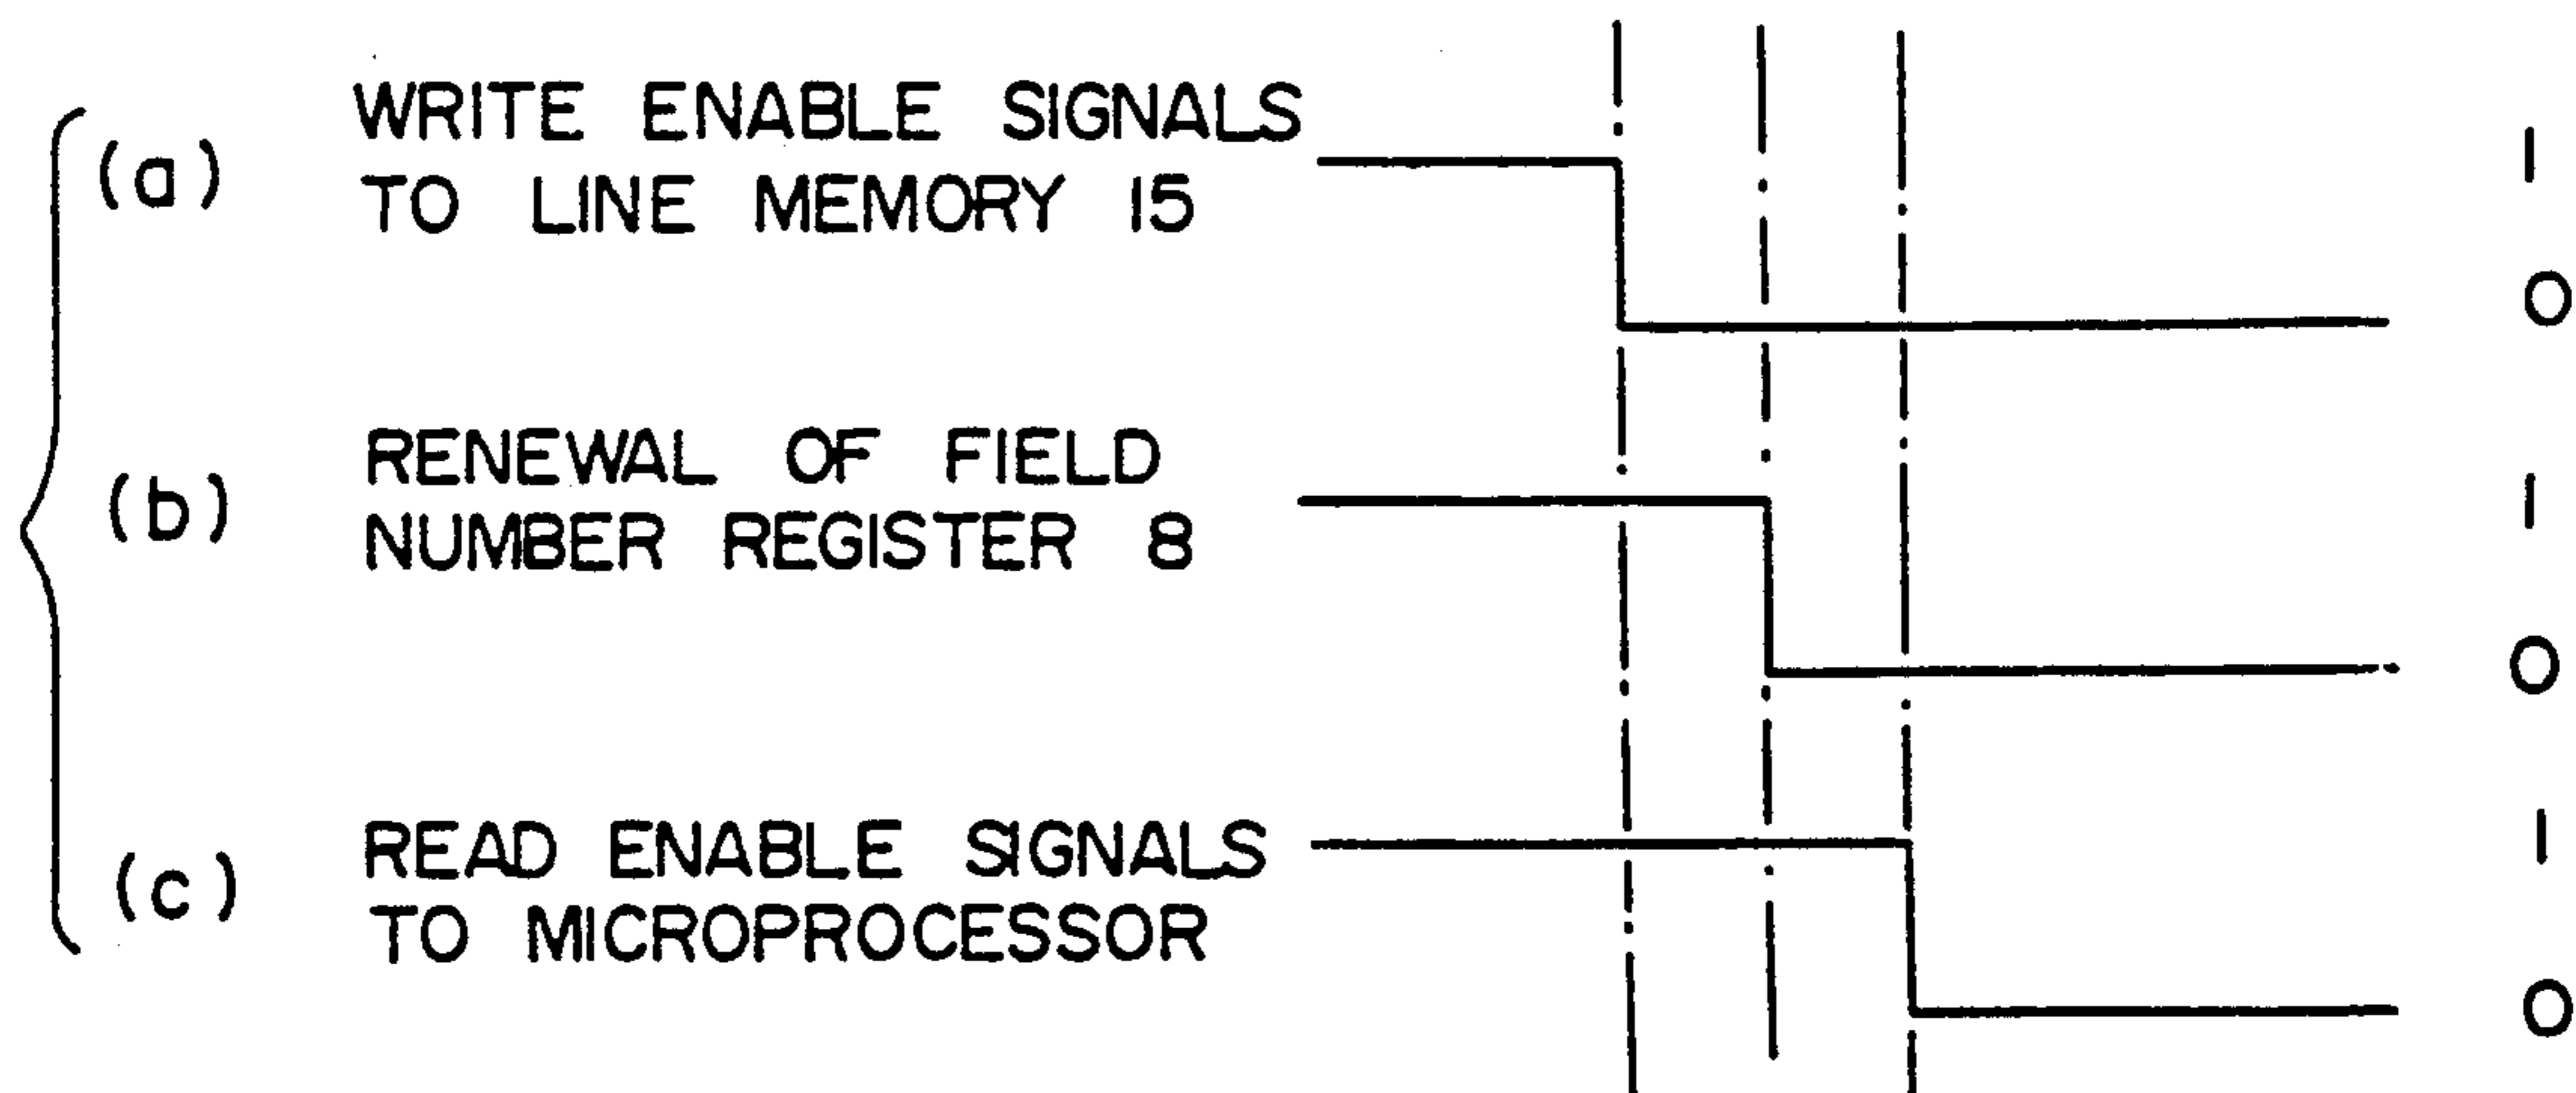 (a) WRITE ENABLE SIGNALS
TO LINE MEMORY 15
1
0
(b) RENEWAL OF FIELD
NUMBER REGISTER 8
1
0
(c) READ ENABLE SIGNALS
TO MICROPROCESSOR
1
0